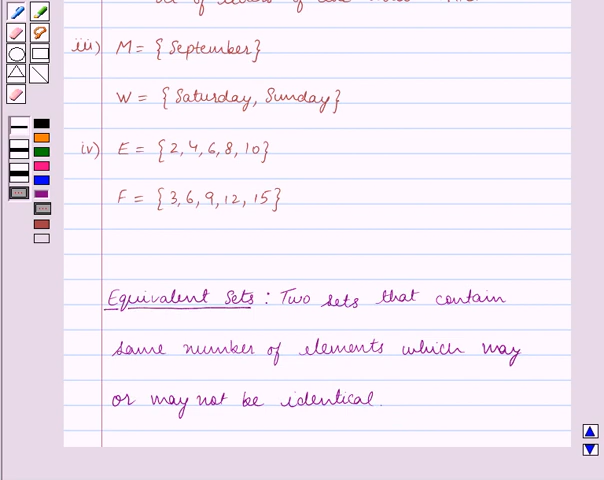 iii) M = { September}
W = {Saturday, Sunday}
iv) E = {2, 4, 6, 8, 10}
F = {3, 6, 9, 12, 15}
Equivalent Sets : Two sets that contain
same number of elements which may
or may not be identical.